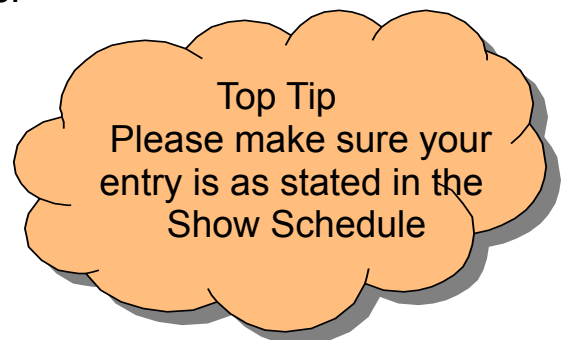 Top Tip
Please make sure your
entry is as stated in the
Show Schedule